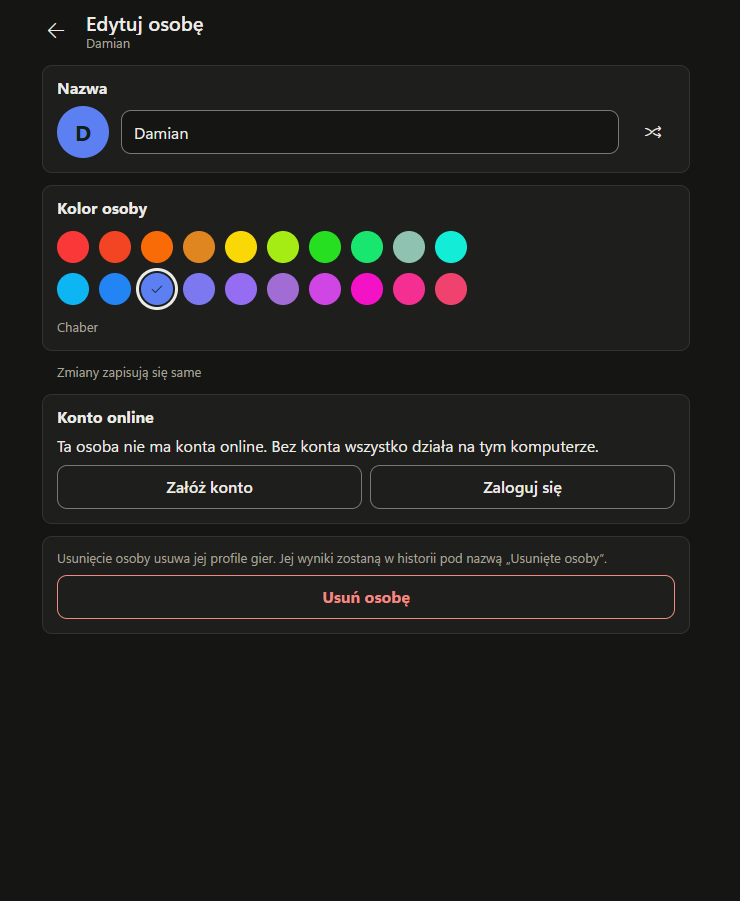 Edytuj osobę
Damian
Nazwa
D
Damian
Kolor osoby
Chaber
Zmiany zapisują się same
Konto online
Ta osoba nie ma konta online. Bez konta wszystko działa na tym komputerze.
Załóż konto
Zaloguj się
Usunięcie osoby usuwa jej profile gier. Jej wyniki zostaną w historii pod nazwą „Usunięte osoby”.
Usuń osobę